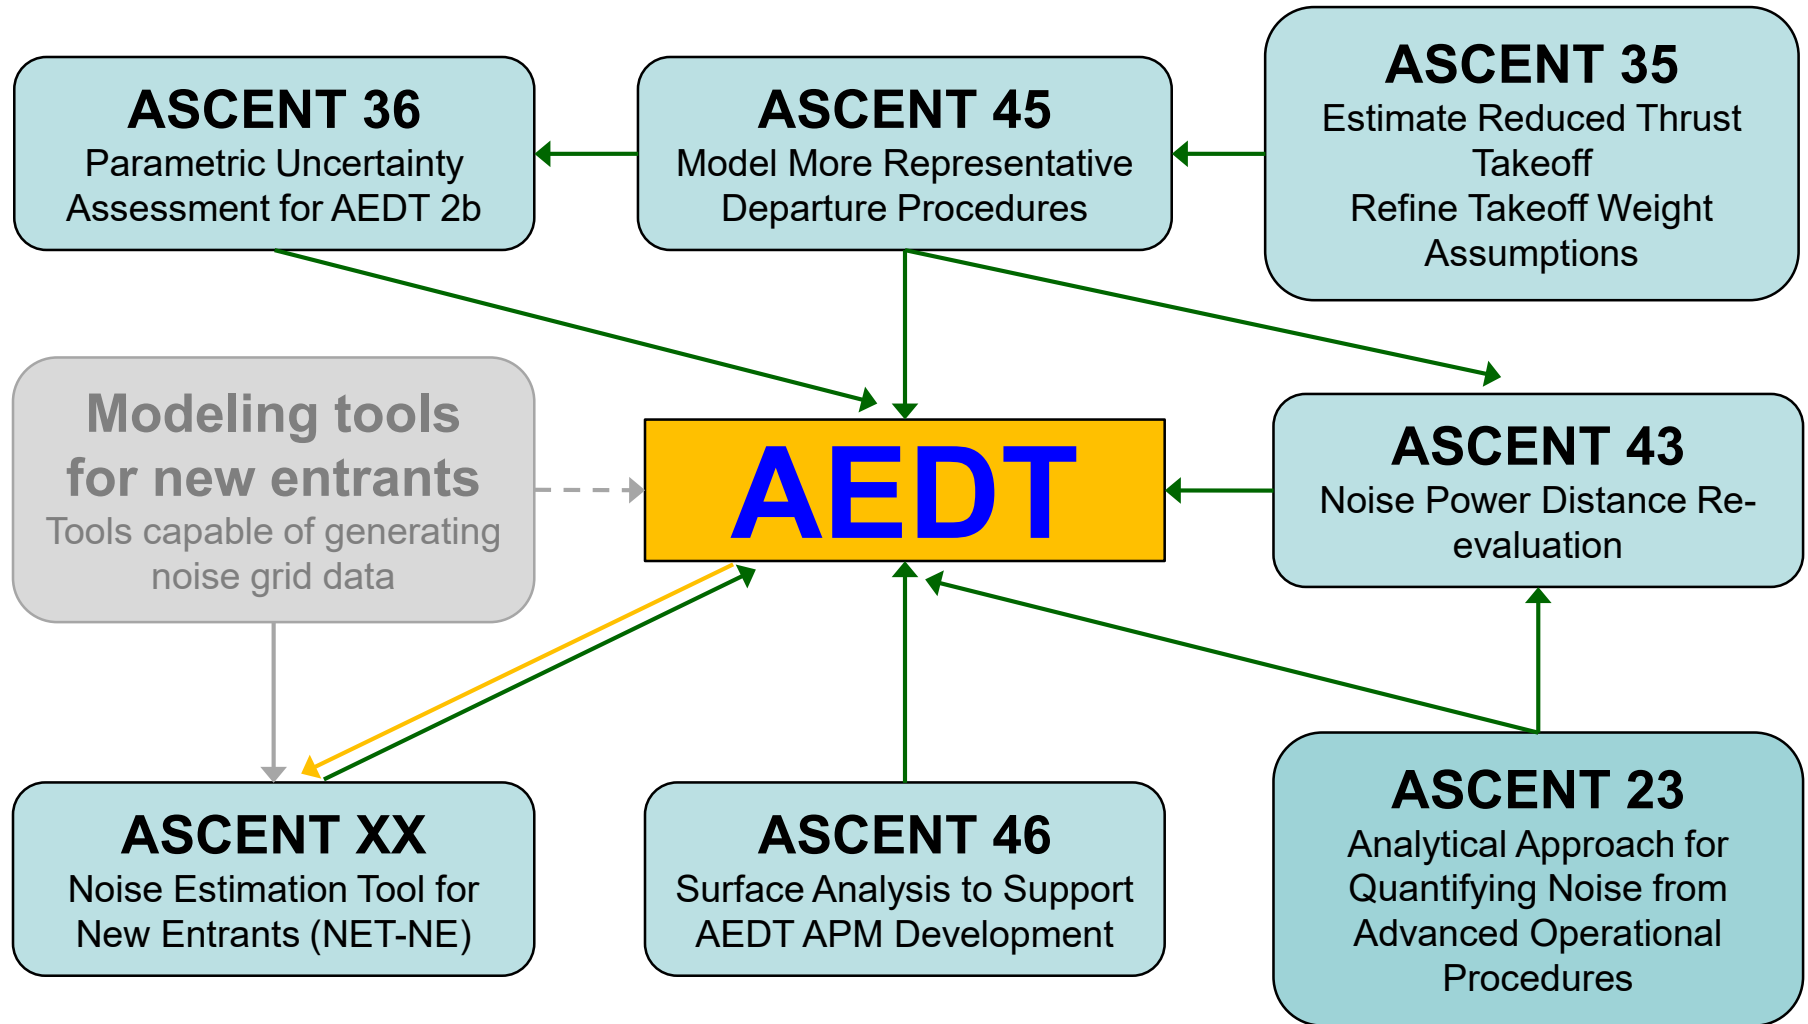 ASCENT 36
Parametric Uncertainty
Assessment for AEDT 2b
ASCENT 45
Model More Representative
Departure Procedures
ASCENT 35
Estimate Reduced Thrust
Takeoff
Refine Takeoff Weight
Assumptions
Modeling tools
for new entrants
Tools capable of generating
noise grid data
AEDT
ASCENT 43
Noise Power Distance Re-
evaluation
ASCENT XX
Noise Estimation Tool for
New Entrants (NET-NE)
ASCENT 46
Surface Analysis to Support
AEDT APM Development
ASCENT 23
Analytical Approach for
Quantifying Noise from
Advanced Operational
Procedures